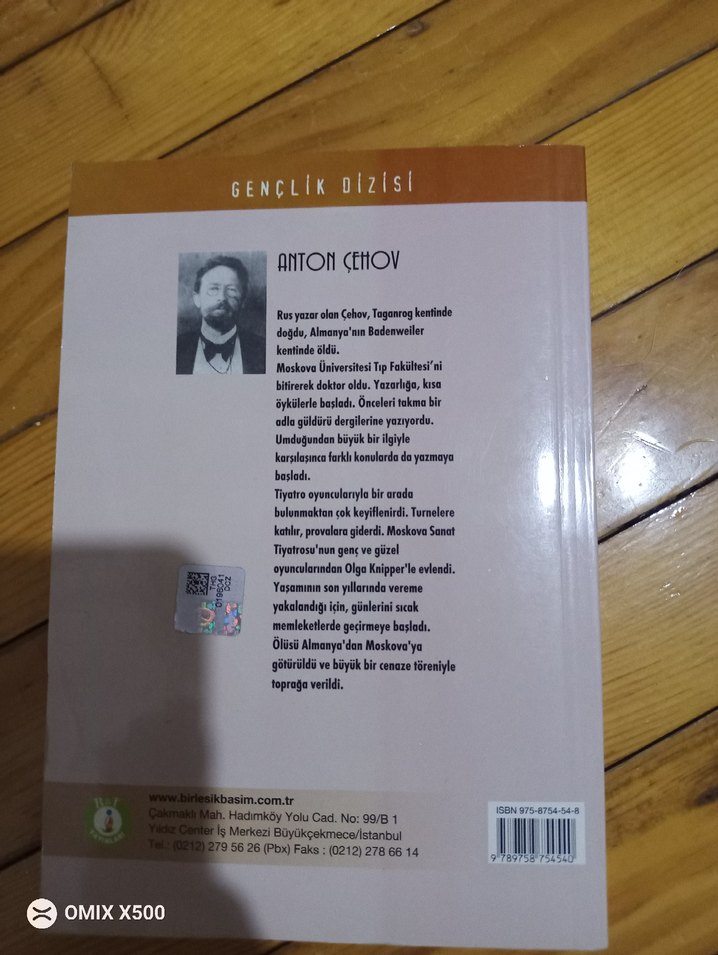 GENÇLİK DİZİSİ
ANTON ÇEHOV
Rus yazar olan Çehov, Taganrog kentinde
doğdu, Almanya'nın Badenweiler
kentinde öldü.
Moskova Üniversitesi Tıp Fakültesi'ni
bitirerek doktor oldu. Yazarlığa, kısa
öykülerle başladı. Önceleri takma bir
adla güldürü dergilerine yazıyordu.
Umduğundan büyük bir ilgiyle
karşılaşınca farklı konularda da yazmaya
başladı.
Tiyatro oyuncularıyla bir arada
bulunmaktan çok keyiflenirdi. Turnelere
katılır, provalara giderdi. Moskova Sanat
Tiyatrosu'nun genç ve güzel
oyuncularından Olga Knipper'le evlendi.
Yaşamının son yıllarında vereme
yakalandığı için, günlerini sıcak
memleketlerde geçirmeye başladı.
Ölüsü Almanya'dan Moskova'ya
götürüldü ve büyük bir cenaze töreniyle
toprağa verildi.
THG
0196041
DCZ
www.birlesikbasim.com.tr
Çakmaklı Mah. Hadımköy Yolu Cad. No: 99/B 1
Yıldız Center İş Merkezi Büyükçekmece/İstanbul
Tel.: (0212) 279 56 26 (Pbx) Faks : (0212) 278 66 14
ISBN 975-8754-54-8
9 789758 754540
OMIX X500